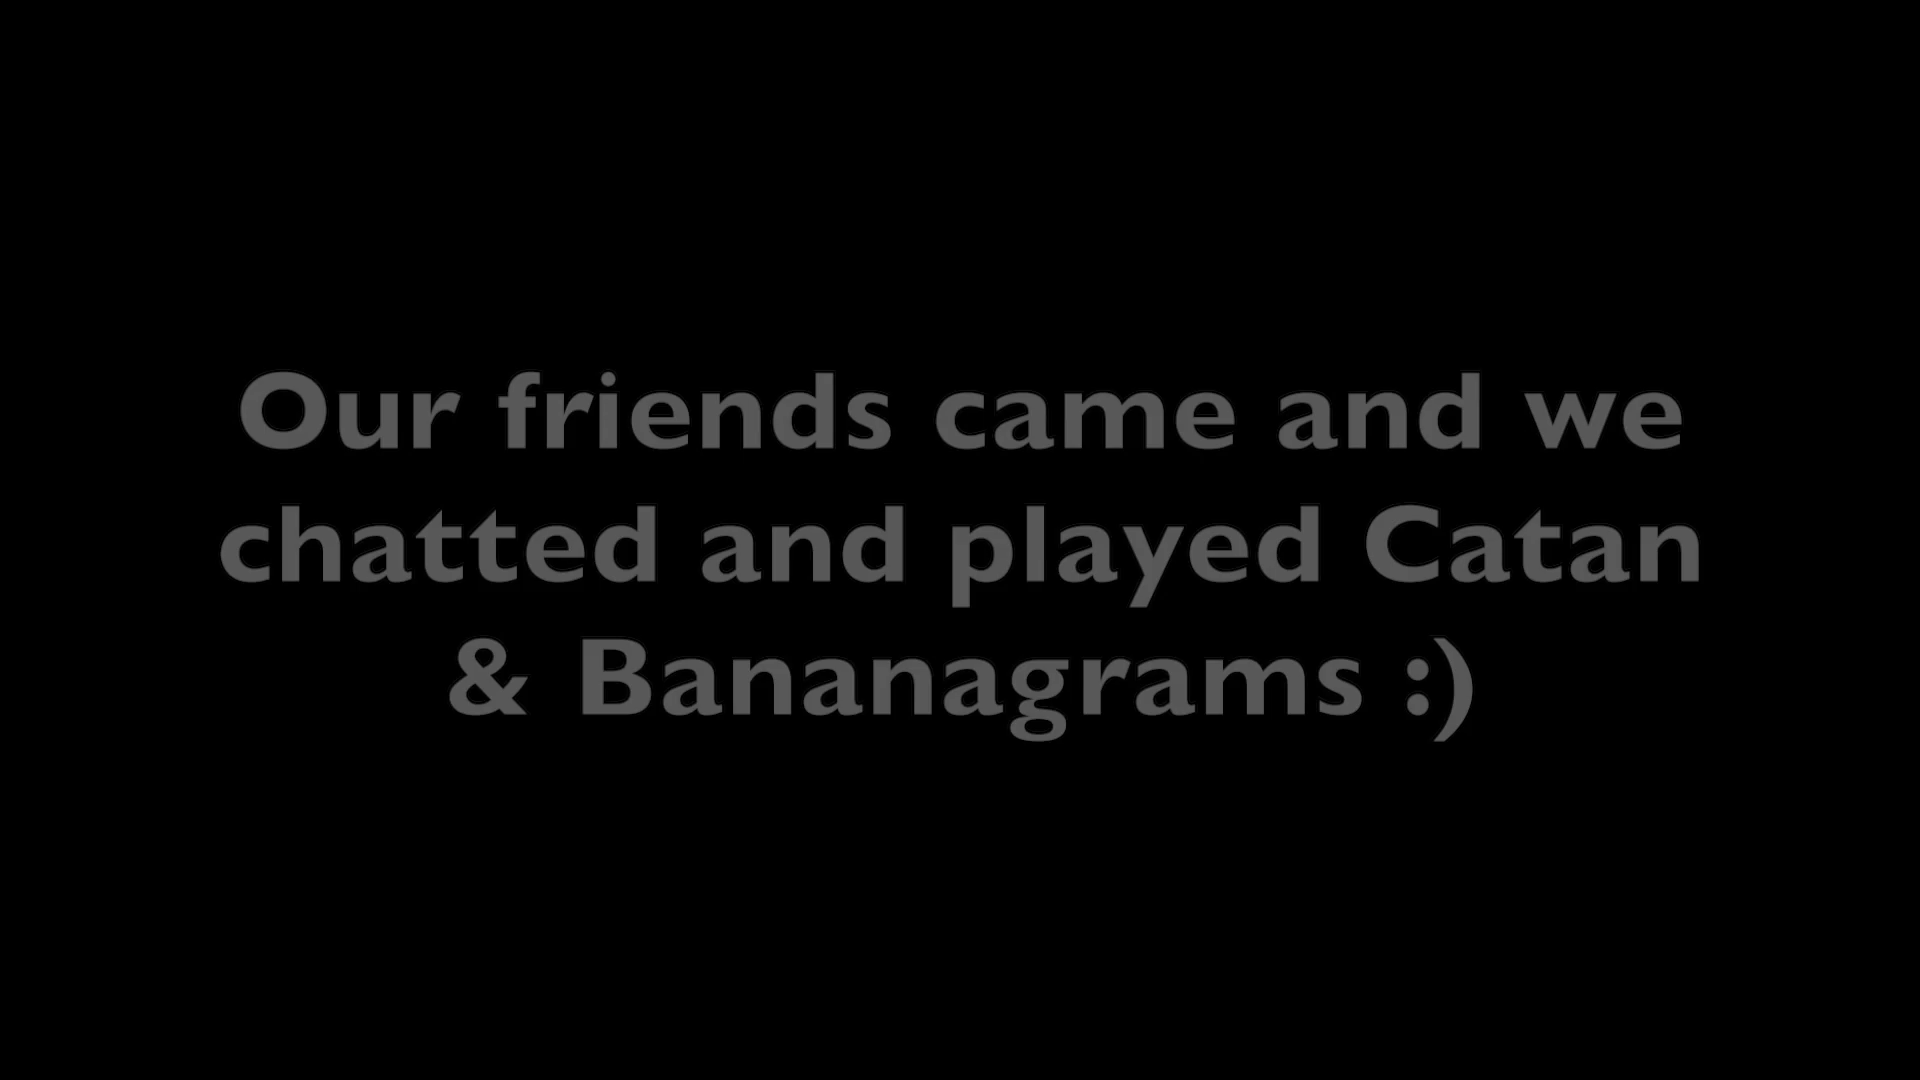 Our friends came and we
chatted and played Catan
& Bananagrams :)